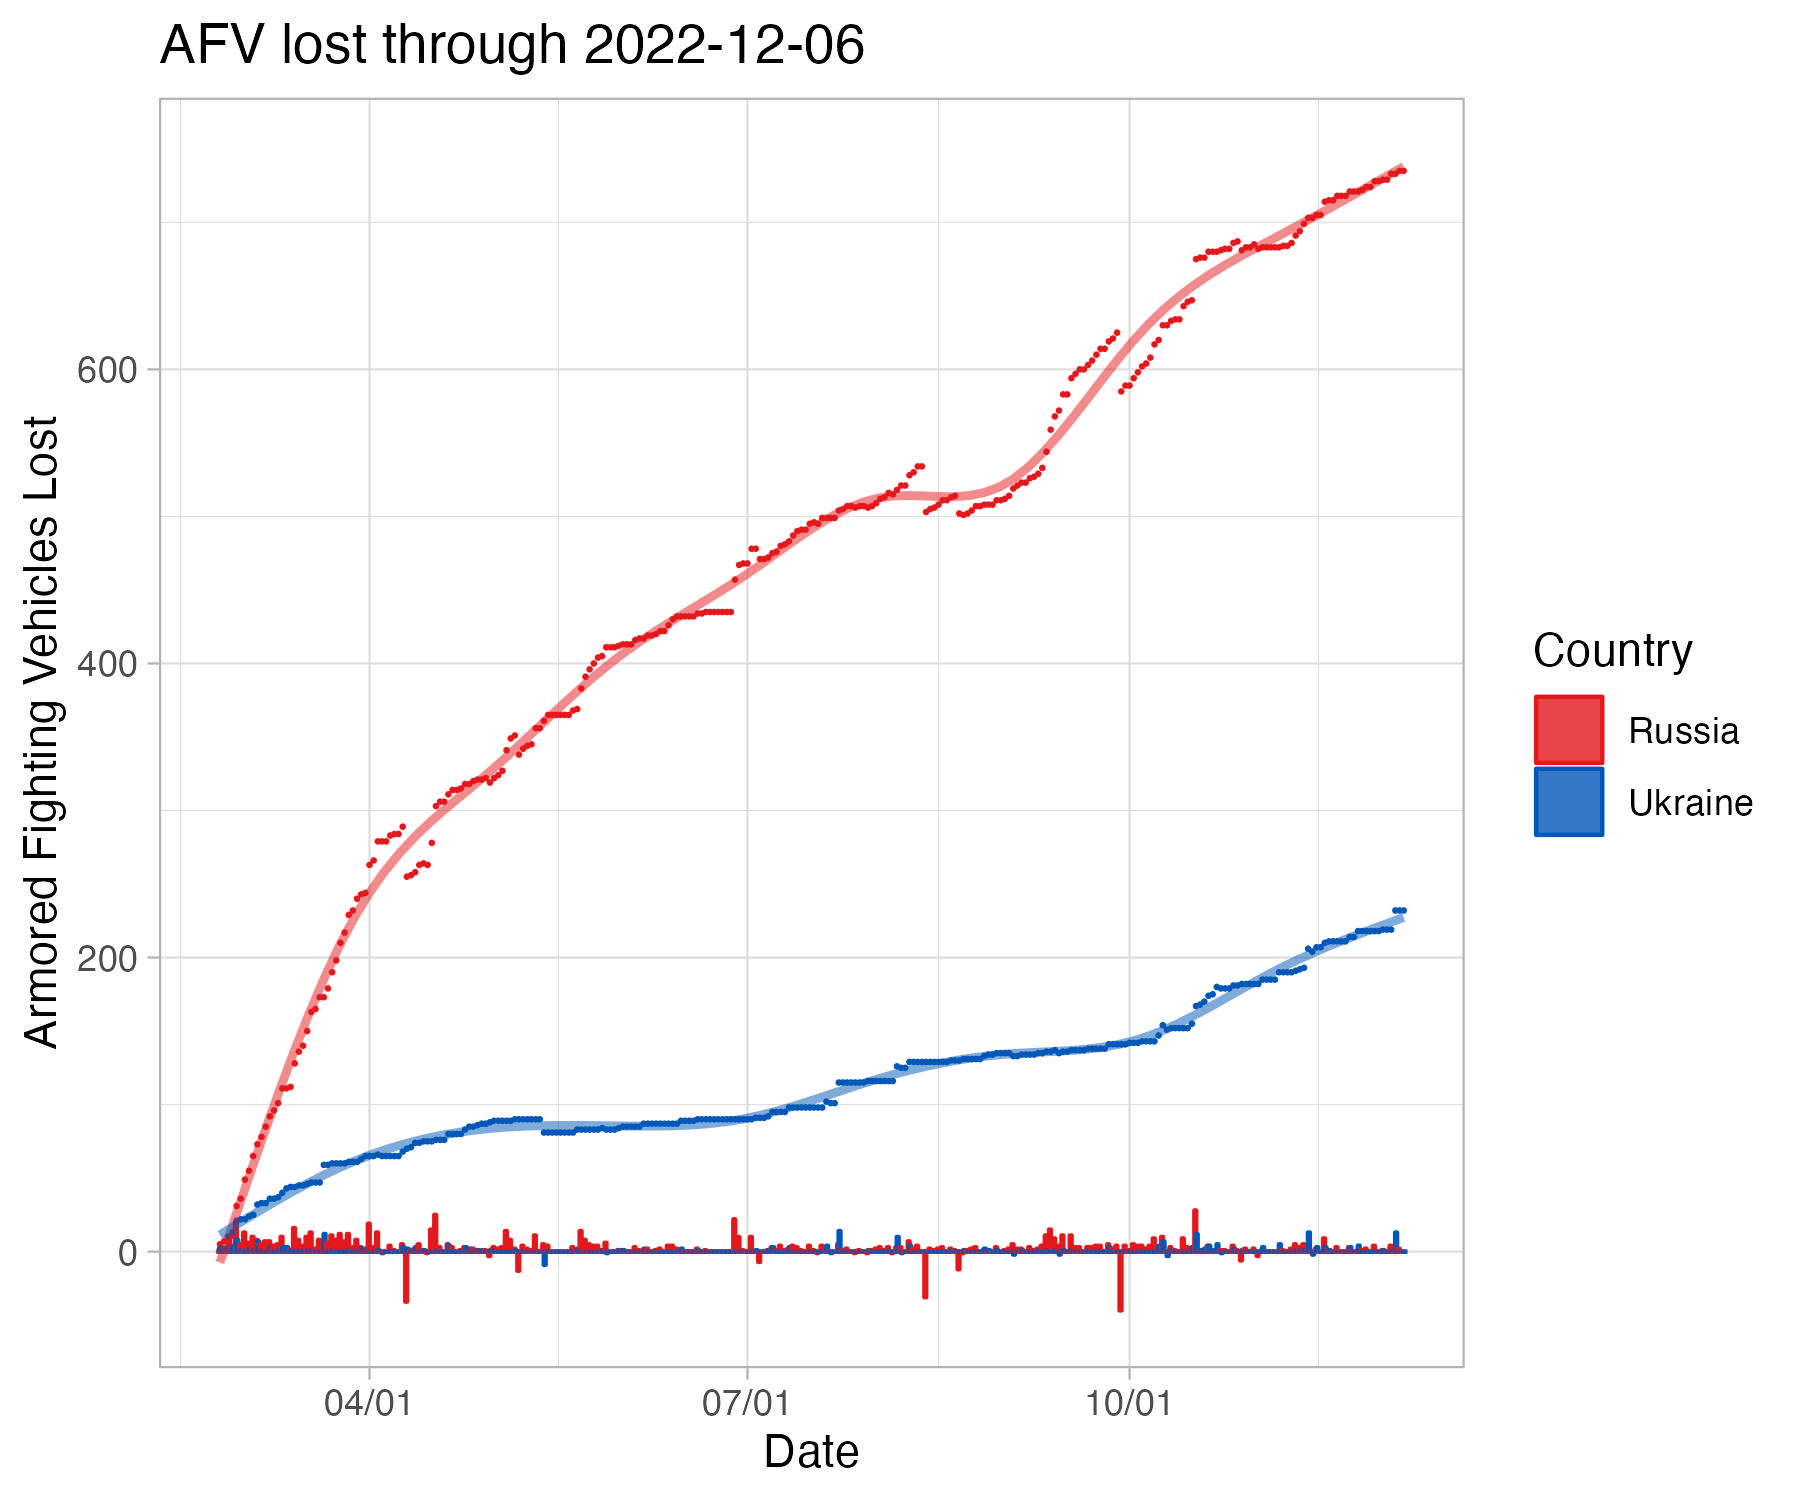 AFV lost through 2022-12-06
Armored Fighting Vehicles Lost
600
400
200
0
04/01
07/01
10/01
Date
Country
Russia
Ukraine